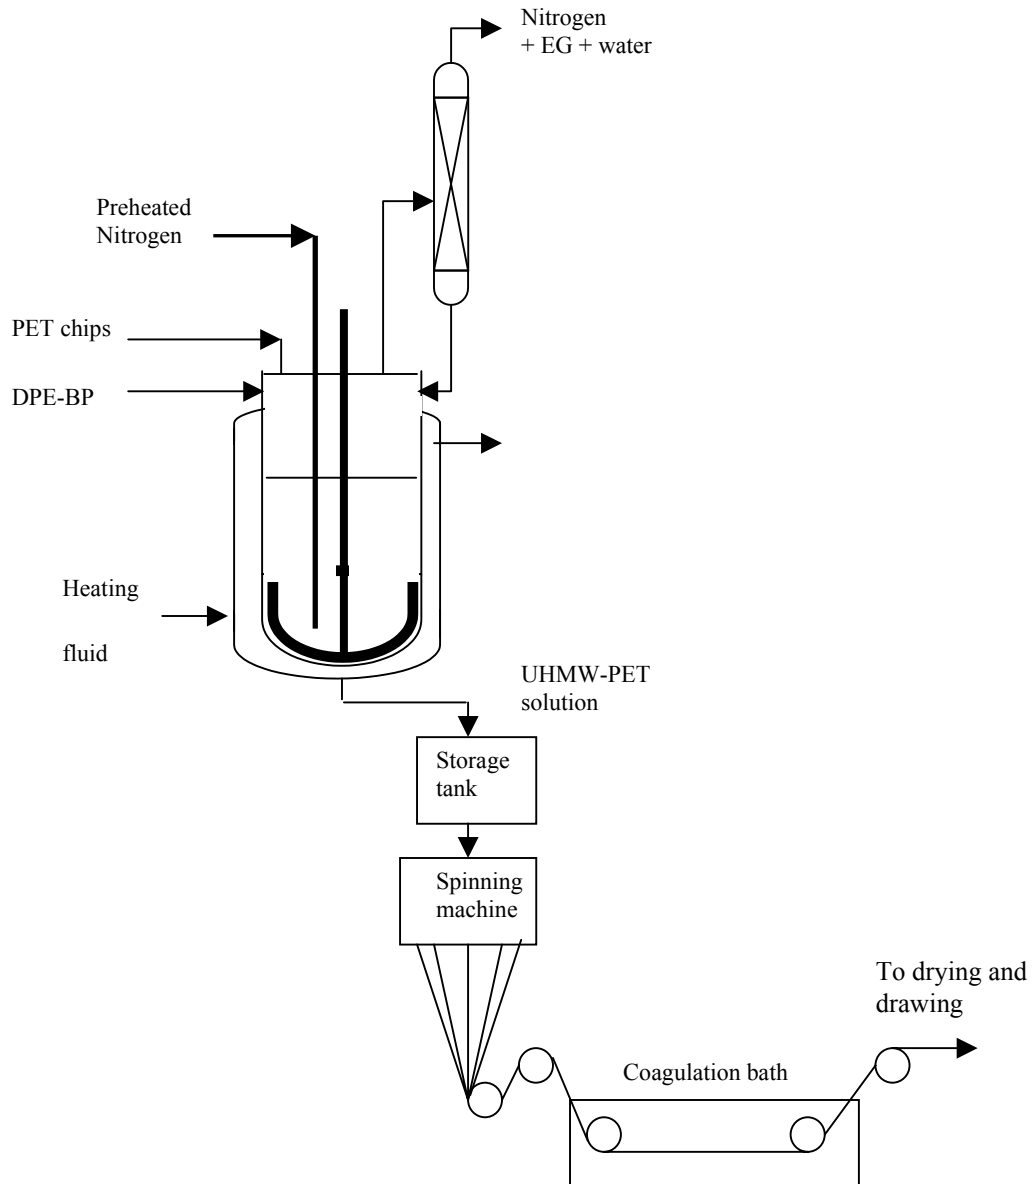 Nitrogen
+ EG + water
Preheated
Nitrogen
PET chips
DPE-BP
Heating
fluid
UHMW-PET
solution
Storage
tank
Spinning
machine
To drying and
drawing
Coagulation bath